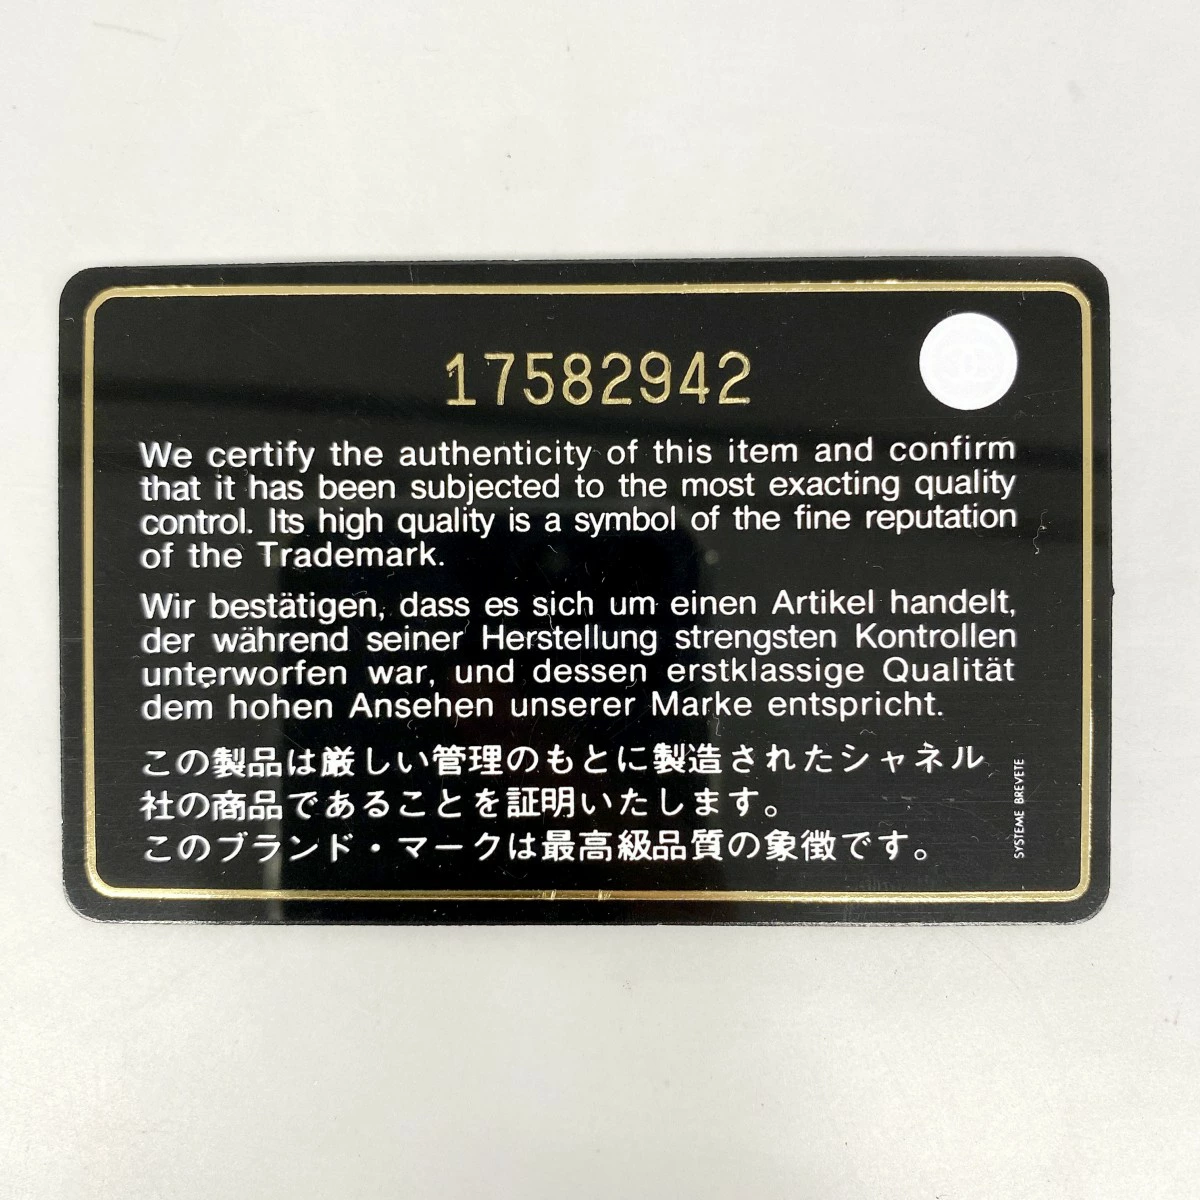 17582942
We certify the authenticity of this item and confirm
that it has been subjected to the most exacting quality
control. Its high quality is a symbol of the fine reputation
of the Trademark.
Wir bestätigen, dass es sich um einen Artikel handelt,
der während seiner Herstellung strengsten Kontrollen
unterworfen war, und dessen erstklassige Qualität
dem hohen Ansehen unserer Marke entspricht.
この製品は厳しい管理のもとに製造されたシャネル
社の商品であることを証明いたします。
このブランド・マークは最高級品質の象徴です。
SYSTEME BREVETE